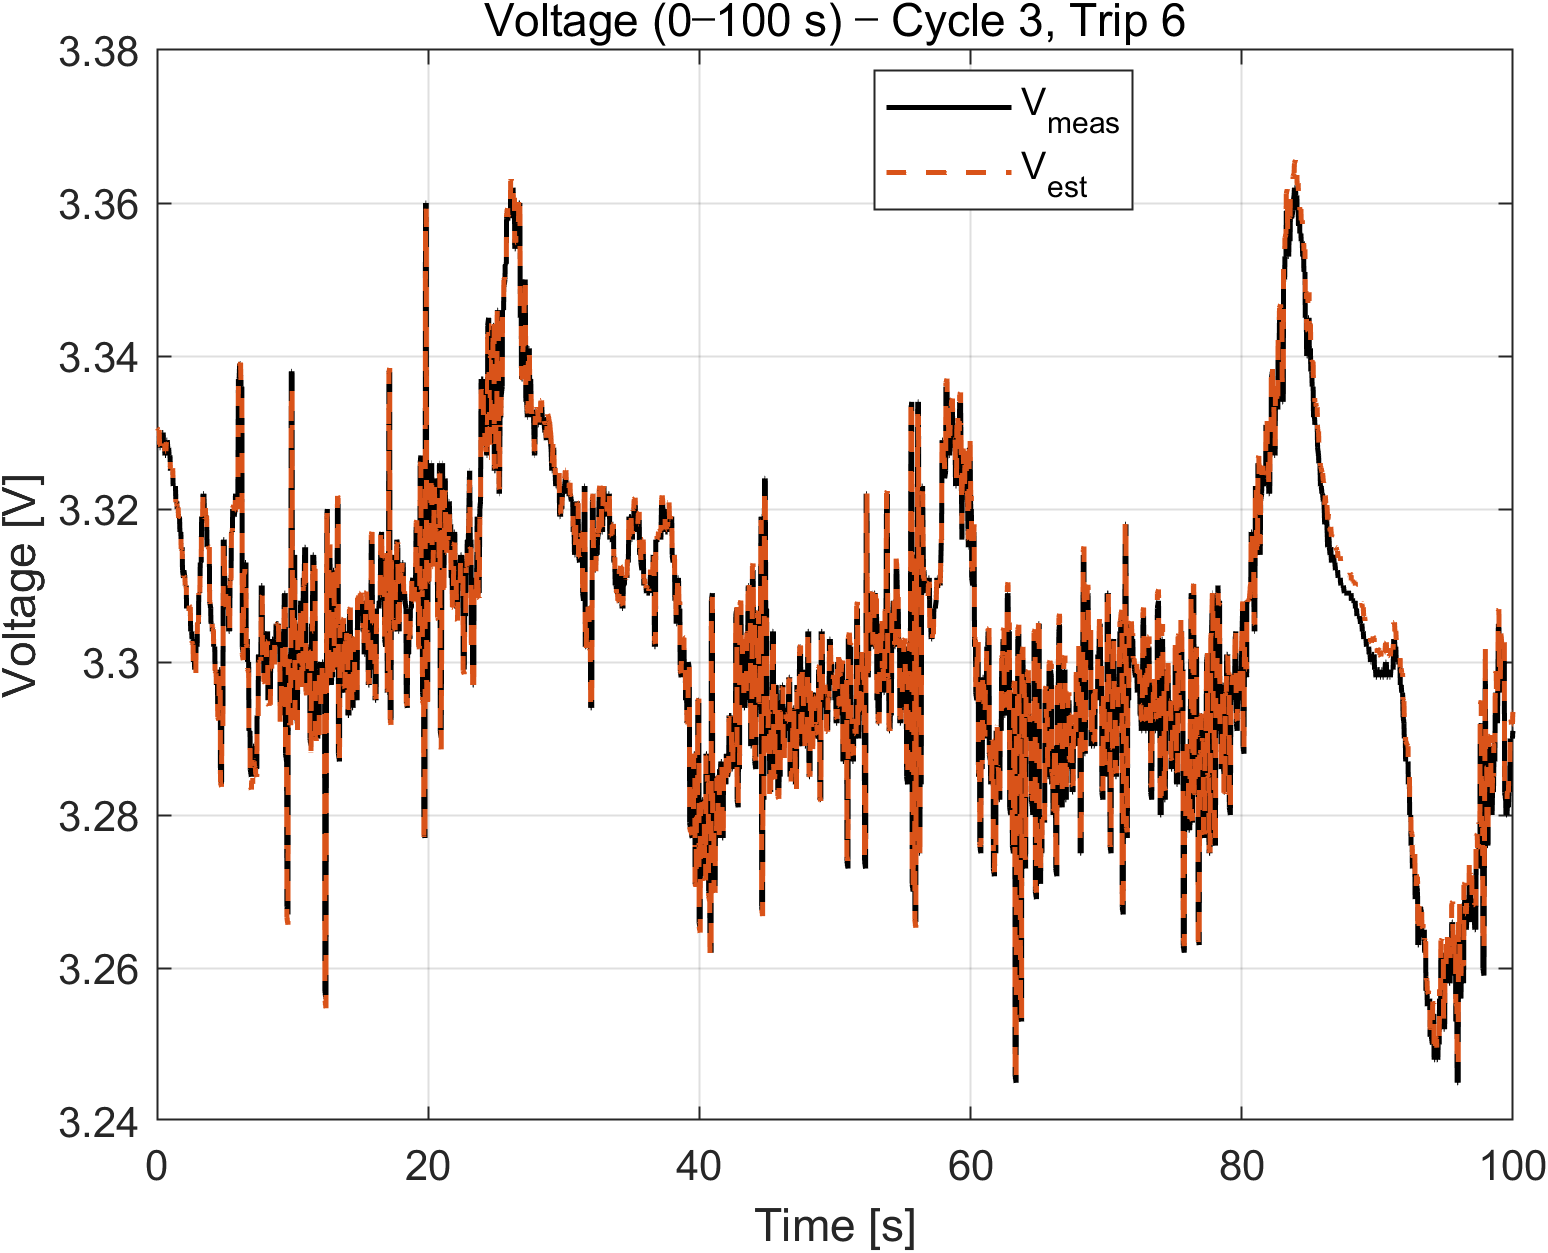 Voltage (0–100 s) – Cycle 3, Trip 6
3.38
3.36
3.34
3.32
3.3
3.28
3.26
3.24
Voltage [V]
V_meas
V_est
0 20 40 60 80 100
Time [s]